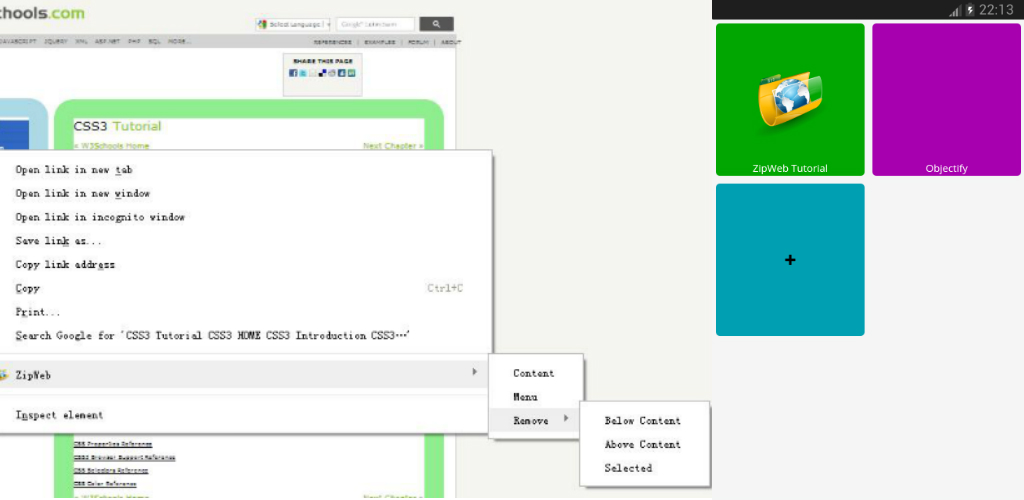 chools.com
Select Language
22:13
JAVASCRIPT JQUERY XML ASP.NET PHP SQL MORE...
REFERENCES | EXAMPLES | FORUM | ABOUT
SHARE THIS PAGE
CSS3 Tutorial
« W3Schools Home
Next Chapter »
Open link in new tab
Open link in new window
Open link in incognito window
Save link as...
Copy link address
Copy Ctrl+C
Print...
Search Google for 'CSS3 Tutorial CSS3 HOME CSS3 Introduction CSS3…'
ZipWeb
Inspect element
Content
Menu
Remove
Below Content
Above Content
Selected
CSS Properties Reference
CSS3 Browser Support Reference
CSS Selectors Reference
CSS Color Reference
« W3Schools Home
Next Chapter »
ZipWeb Tutorial
Objectify
+